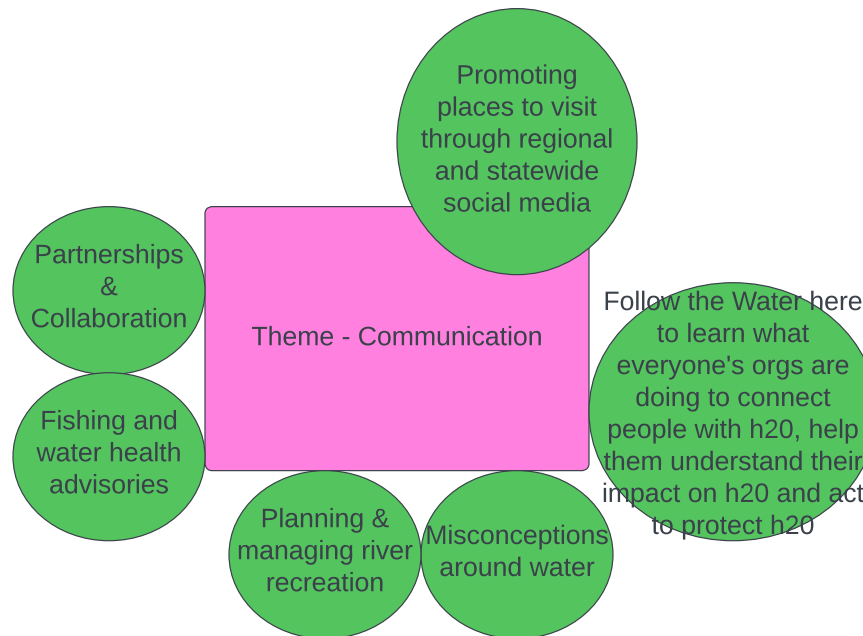 Promoting
places to visit
through regional
and statewide
social media
Partnerships
&
Collaboration
Theme - Communication
Follow the Water here
to learn what
everyone's orgs are
doing to connect
people with h20, help
them understand their
impact on h20 and act
to protect h20
Fishing and
water health
advisories
Planning &
managing river
recreation
Misconceptions
around water